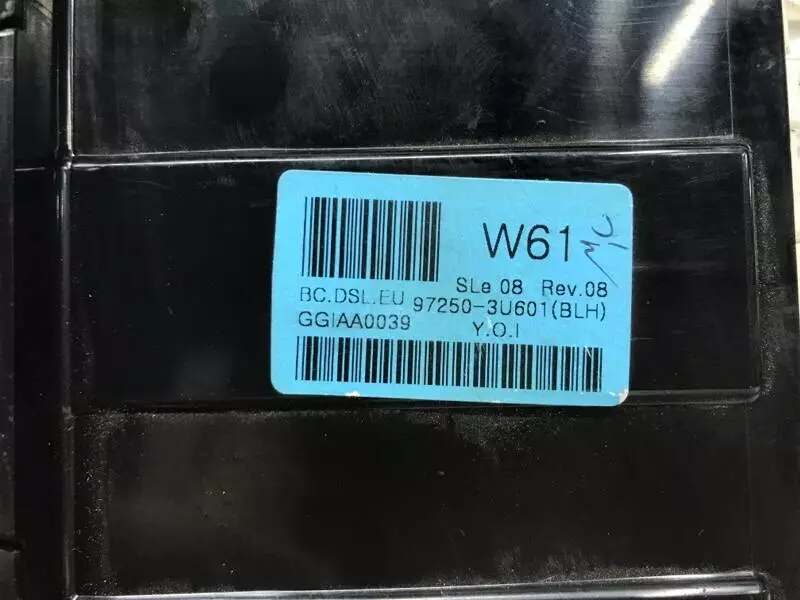 W61
SLe 08 Rev.08
BC.DSL.EU 97250-3U601(BLH)
GGIAA0039 Y.O.I